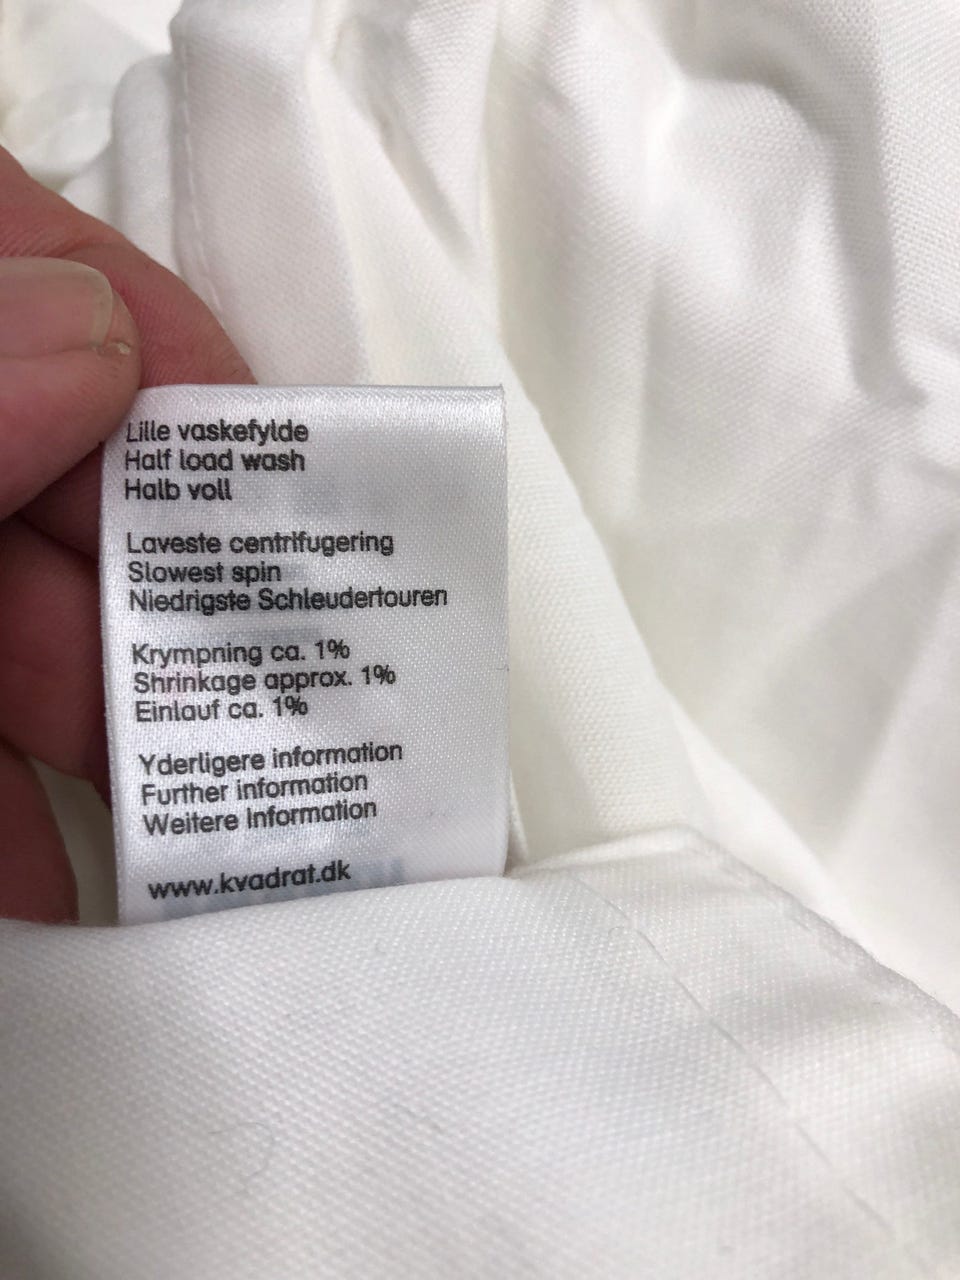 Lille vaskefylde
Half load wash
Halb voll
Laveste centrifugering
Slowest spin
Niedrigste Schleudertouren
Krympning ca. 1%
Shrinkage approx. 1%
Einlauf ca. 1%
Yderligere information
Further information
Weitere Information
www.kvadrat.dk